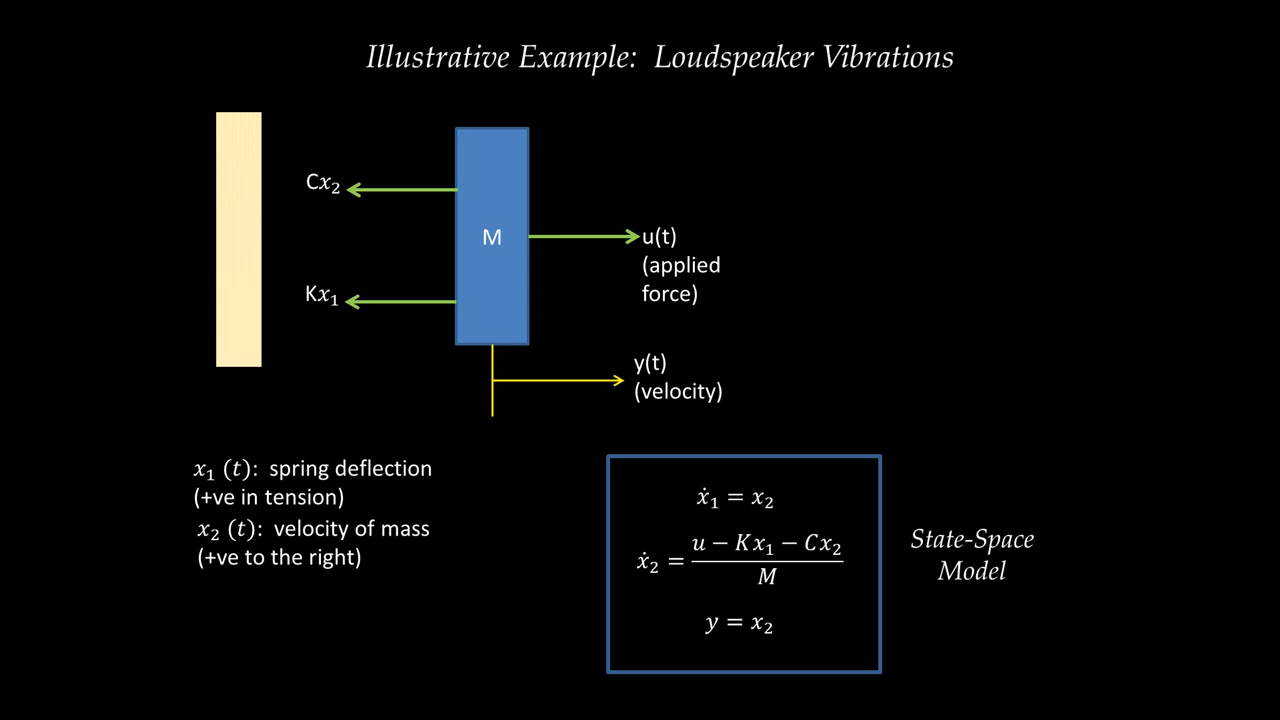 Illustrative Example: Loudspeaker Vibrations
Cx₂
M
u(t)
(applied
force)
Kx₁
y(t)
(velocity)
x₁ (t): spring deflection
(+ve in tension)
x₂ (t): velocity of mass
(+ve to the right)
ẋ₁ = x₂
ẋ₂ = (u − Kx₁ − Cx₂) / M
y = x₂
State-Space
Model